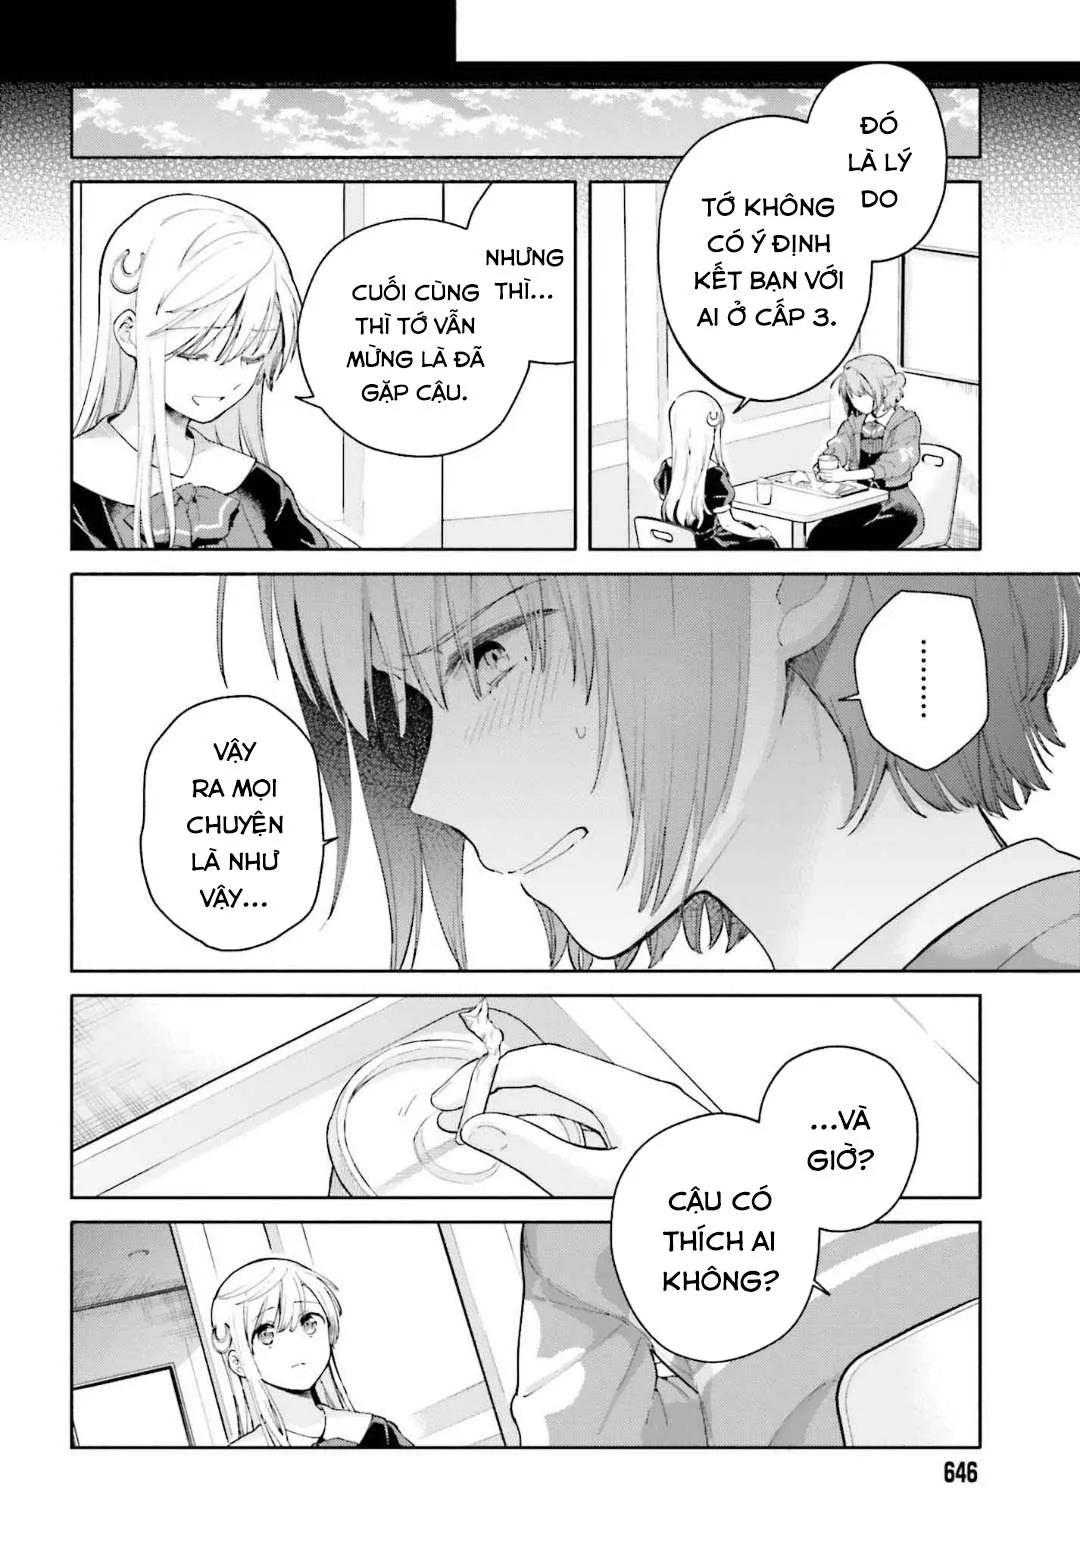 ĐÓ
LÀ LÝ
DO
TỚ KHÔNG
CÓ Ý ĐỊNH
KẾT BẠN VỚI
AI Ở CẤP 3.
NHƯNG
THÌ...
CUỐI CÙNG
THÌ TỚ VẪN
MỪNG LÀ ĐÃ
GẶP CẬU.
.........
VẬY
RA MỌI
CHUYỆN
LÀ NHƯ
VẬY...
...VÀ
GIỜ?
CẬU CÓ
THÍCH AI
KHÔNG?
646